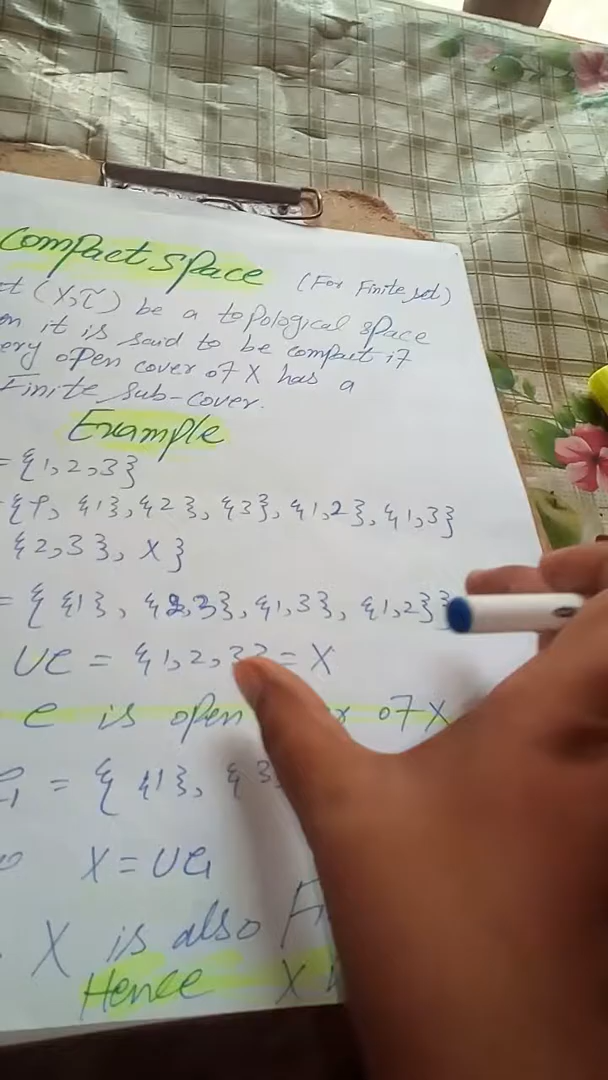 Compact Space (For Finite set)
(X, τ) be a topological space
it is said to be compact if
open cover of X has a
Finite Sub-cover.
Example
= {1, 2, 3}
= {φ, {1}, {2}, {3}, {1, 2}, {1, 3}
{2, 3}, X}
= { {1}, {2, 3}, {1, 3}, {1, 2}}
UC = {1, 2, 3} = X
C is open of X
= { {1}, {3
X = UC₁
X is also
Hence X